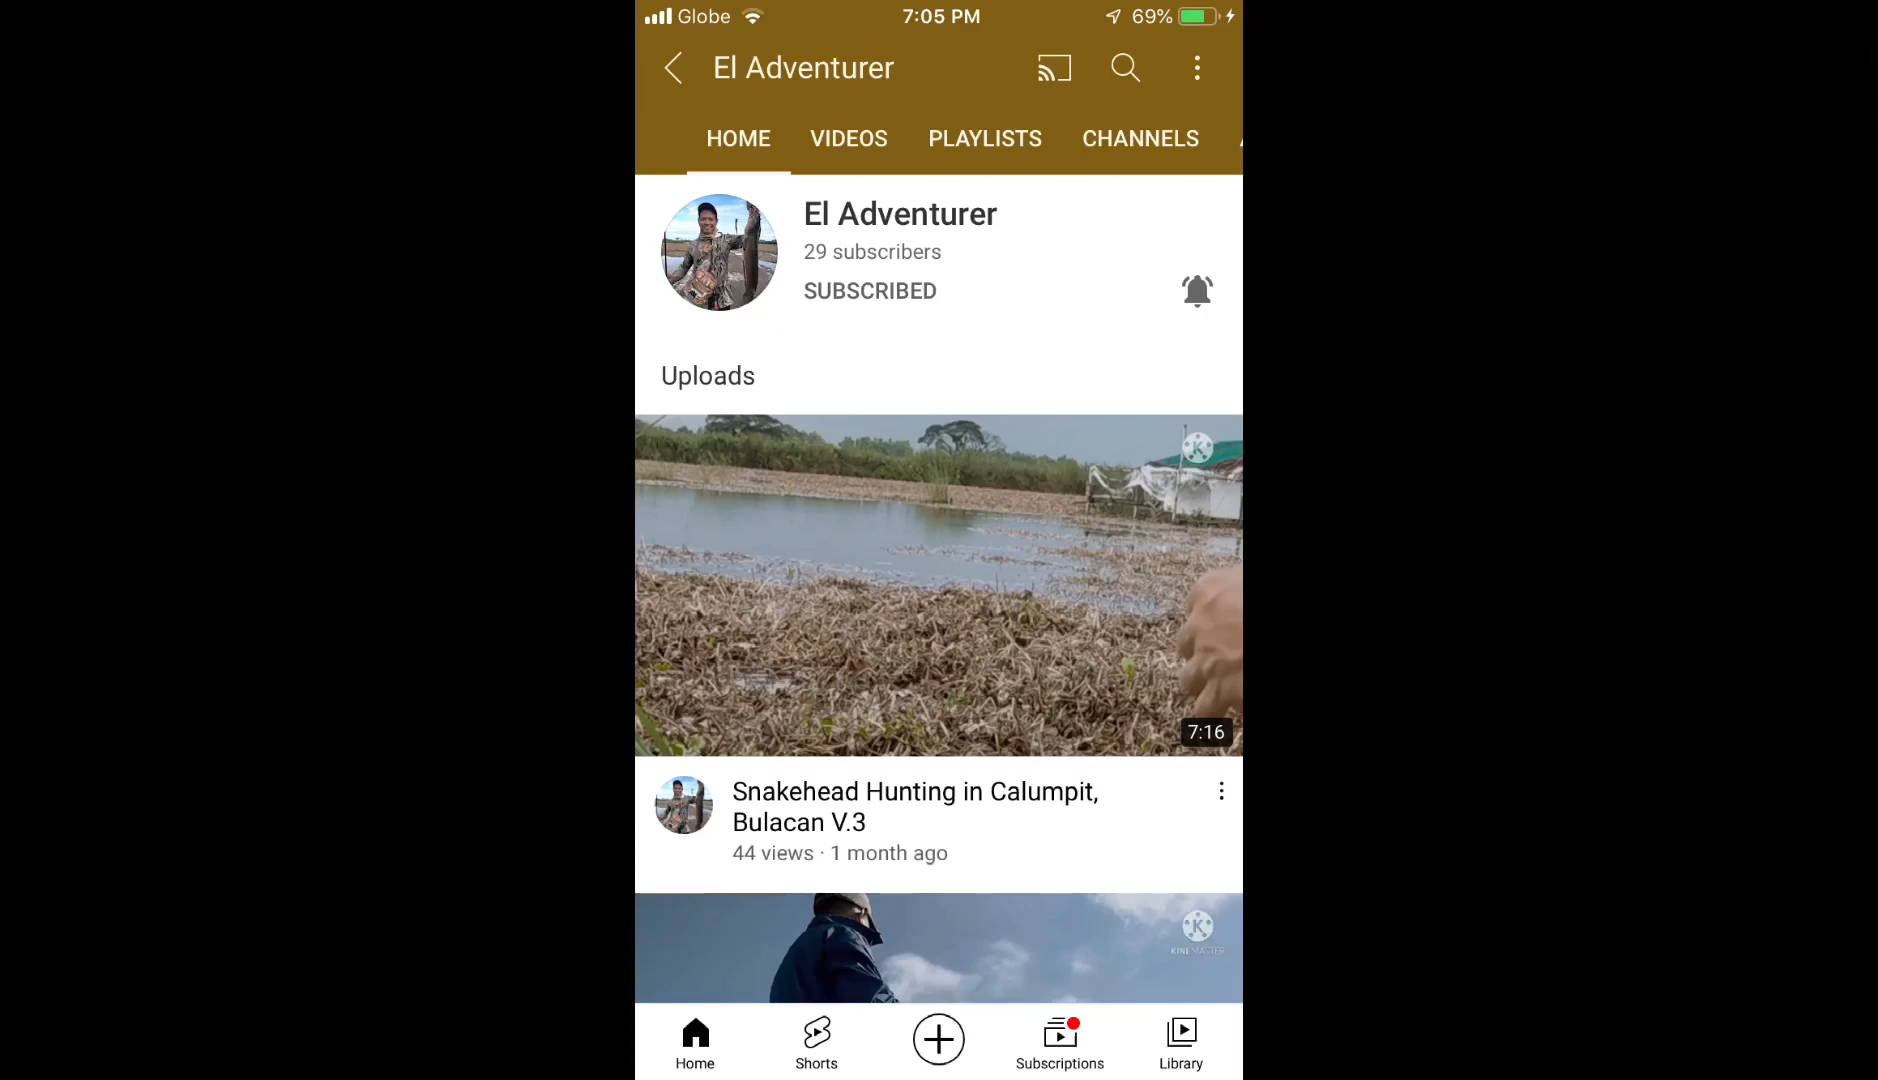 Globe 7:05 PM 69%
El Adventurer
HOME VIDEOS PLAYLISTS CHANNELS
El Adventurer
29 subscribers
SUBSCRIBED
Uploads
K
7:16
Snakehead Hunting in Calumpit,
Bulacan V.3
44 views · 1 month ago
K
KINEMASTER
Home Shorts Subscriptions Library